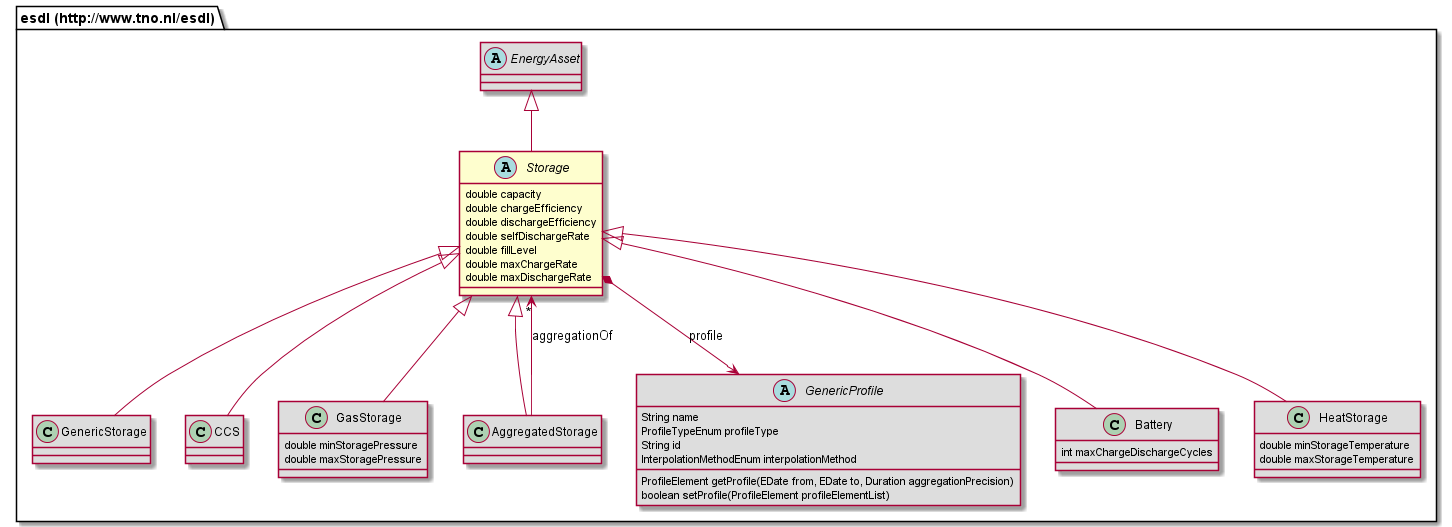 esdl (http://www.tno.nl/esdl)
A EnergyAsset
A Storage
double capacity
double chargeEfficiency
double dischargeEfficiency
double selfDischargeRate
double fillLevel
double maxChargeRate
double maxDischargeRate
*
aggregationOf
profile
C GenericStorage
C CCS
C GasStorage
double minStoragePressure
double maxStoragePressure
C AggregatedStorage
A GenericProfile
String name
ProfileTypeEnum profileType
String id
InterpolationMethodEnum interpolationMethod
ProfileElement getProfile(EDate from, EDate to, Duration aggregationPrecision)
boolean setProfile(ProfileElement profileElementList)
C Battery
int maxChargeDischargeCycles
C HeatStorage
double minStorageTemperature
double maxStorageTemperature